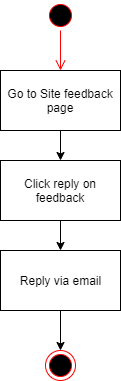 Go to Site feedback
page
Click reply on
feedback
Reply via email